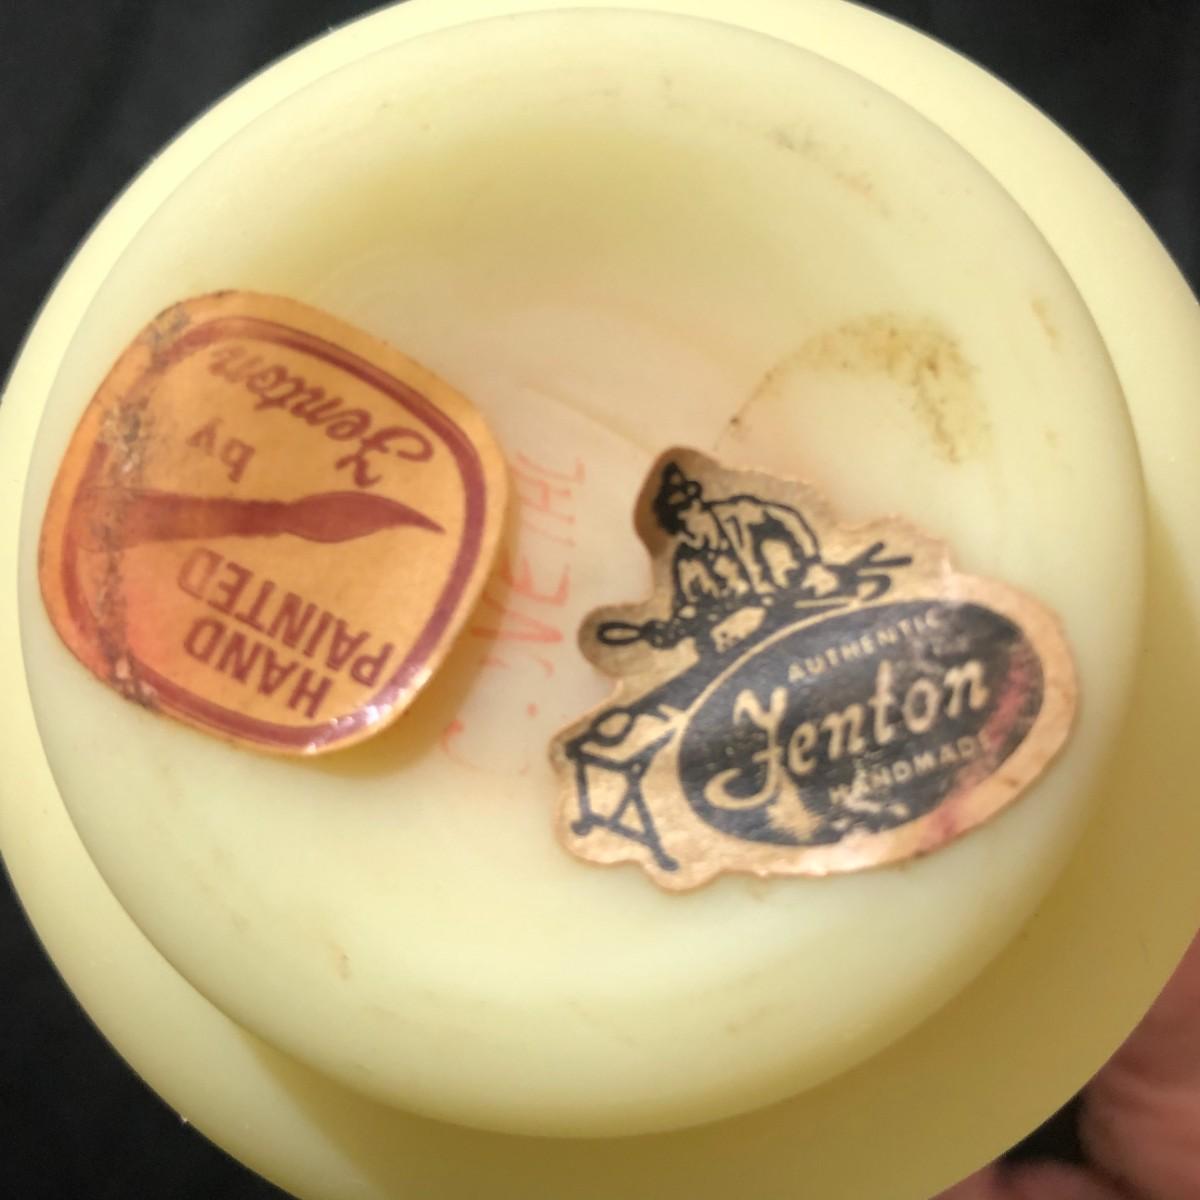 HAND
PAINTED
by
Fenton
AUTHENTIC
Fenton
HANDMADE